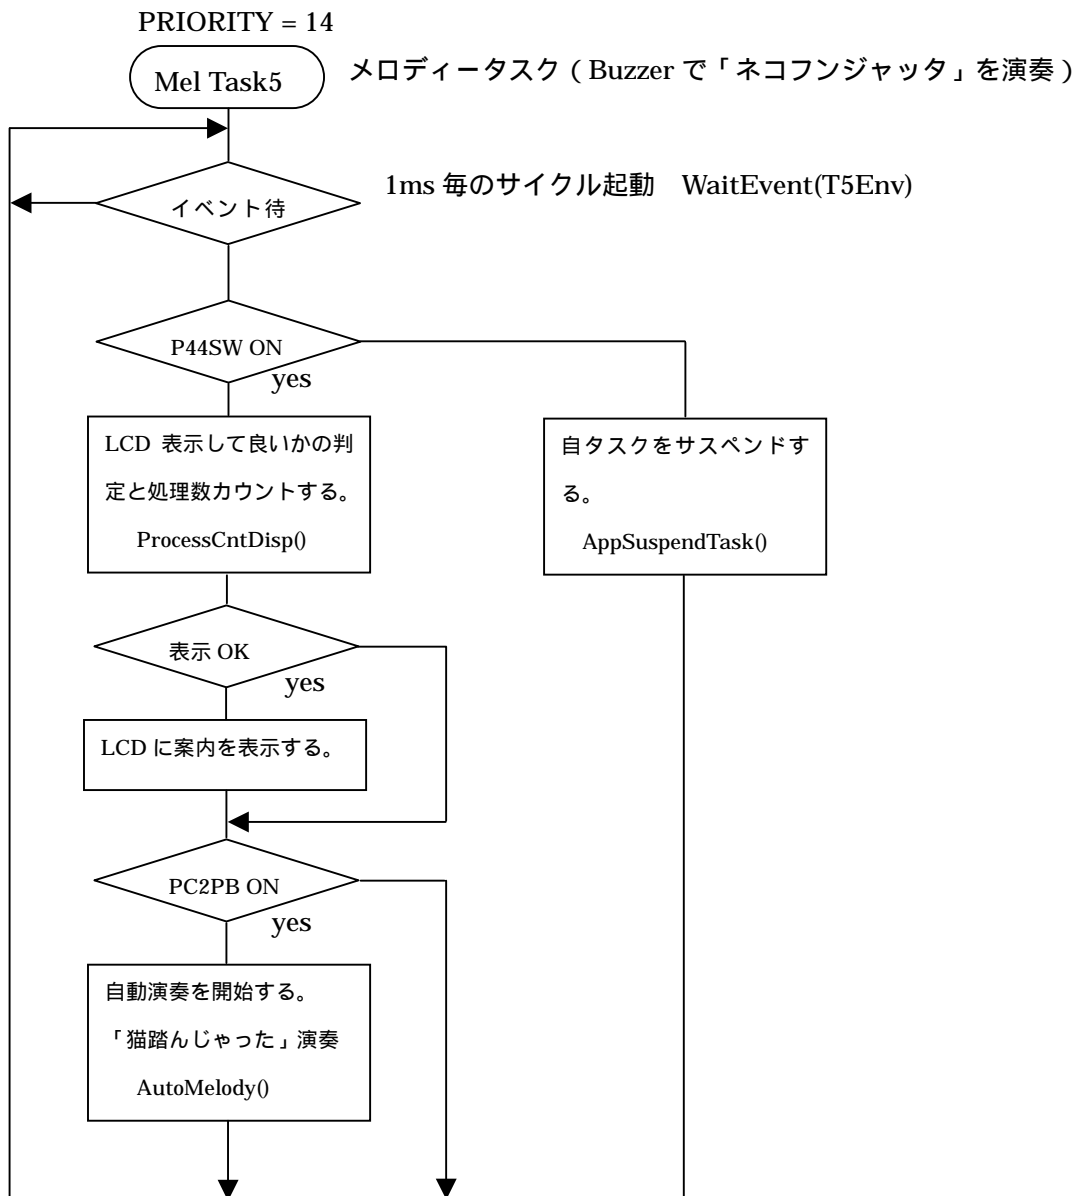 PRIORITY = 14
Mel Task5
メロディータスク ( Buzzer で「ネコフンジャッタ」を演奏 )
イベント待
1ms 毎のサイクル起動 WaitEvent(T5Env)
P44SW ON
yes
LCD 表示して良いかの判
定と処理数カウントする。
ProcessCntDisp()
自タスクをサスペンドす
る。
AppSuspendTask()
表示 OK
yes
LCD に案内を表示する。
PC2PB ON
yes
自動演奏を開始する。
「猫踏んじゃった」演奏
AutoMelody()